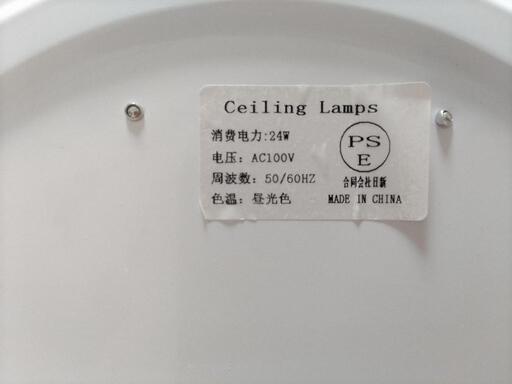 Ceiling Lamps
消费电力:24W
电压: AC100V
周波数: 50/60HZ
色温: 昼光色
PS
E
合同会社日新
MADE IN CHINA